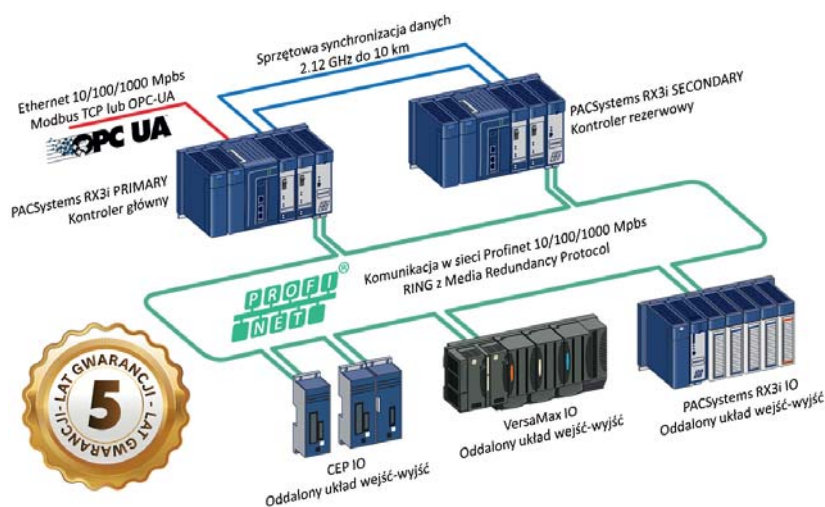 Sprzętowa synchronizacja danych
2.12 GHz do 10 km
Ethernet 10/100/1000 Mpbs
Modbus TCP lub OPC-UA
OPC UA
PACSystems RX3i SECONDARY
Kontroler rezerwowy
PACSystems RX3i PRIMARY
Kontroler główny
Komunikacja w sieci Profinet 10/100/1000 Mpbs
RING z Media Redundancy Protocol
PROFI®
NET
5
LAT GWARANCJI - LAT GWARANCJI -
CEP IO
Oddalony układ wejść-wyjść
VersaMax IO
Oddalony układ wejść-wyjść
PACSystems RX3i IO
Oddalony układ wejść-wyjść